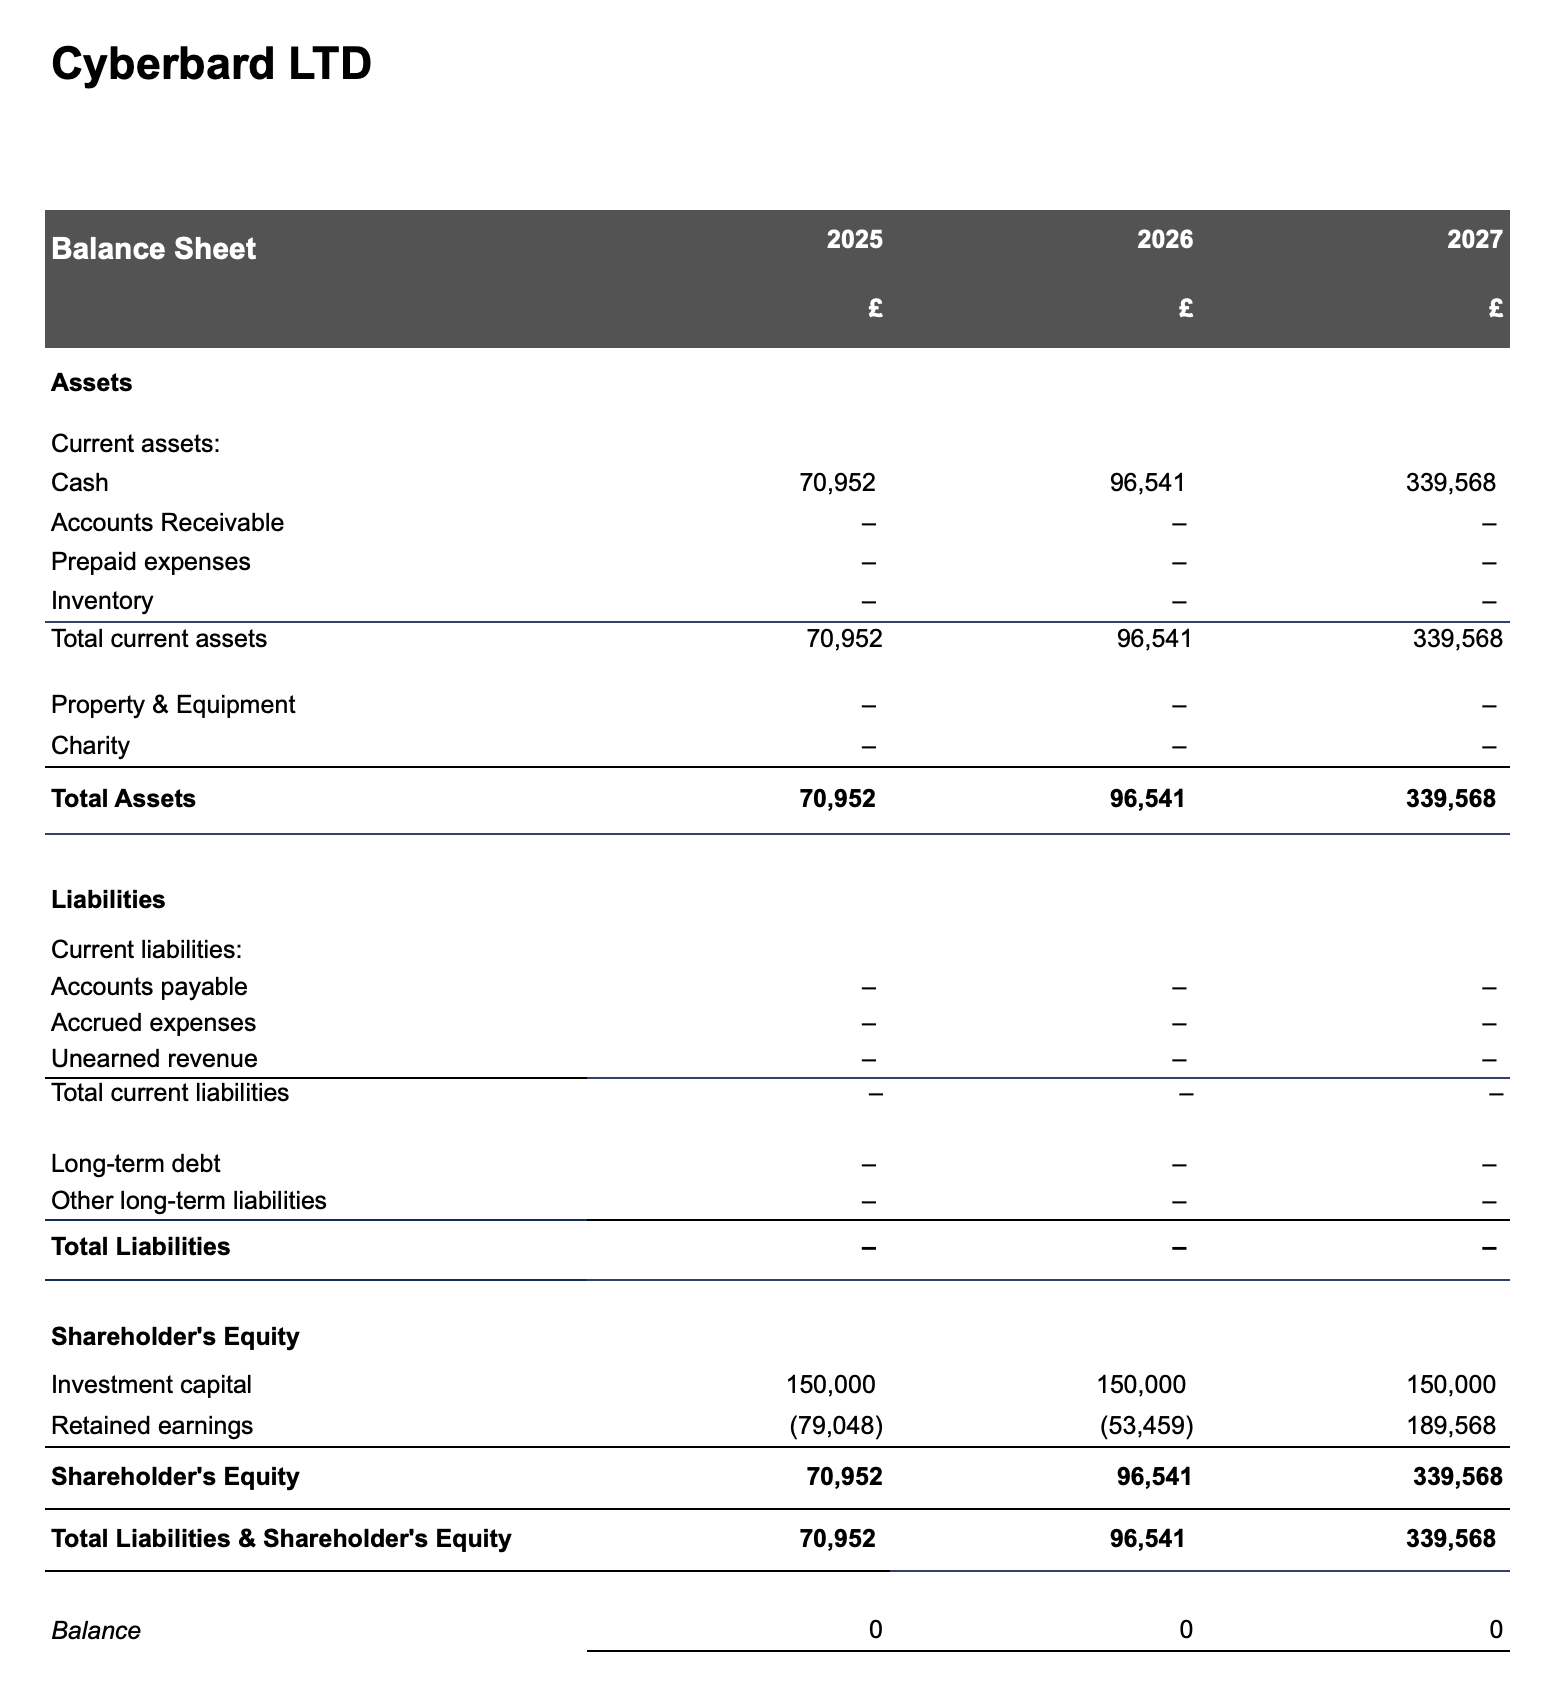 Cyberbard LTD
Balance Sheet 2025 2026 2027
£ £ £
Assets
Current assets:
Cash 70,952 96,541 339,568
Accounts Receivable – – –
Prepaid expenses – – –
Inventory – – –
Total current assets 70,952 96,541 339,568
Property & Equipment – – –
Charity – – –
Total Assets 70,952 96,541 339,568
Liabilities
Current liabilities:
Accounts payable – – –
Accrued expenses – – –
Unearned revenue – – –
Total current liabilities – – –
Long-term debt – – –
Other long-term liabilities – – –
Total Liabilities – – –
Shareholder's Equity
Investment capital 150,000 150,000 150,000
Retained earnings (79,048) (53,459) 189,568
Shareholder's Equity 70,952 96,541 339,568
Total Liabilities & Shareholder's Equity 70,952 96,541 339,568
Balance 0 0 0